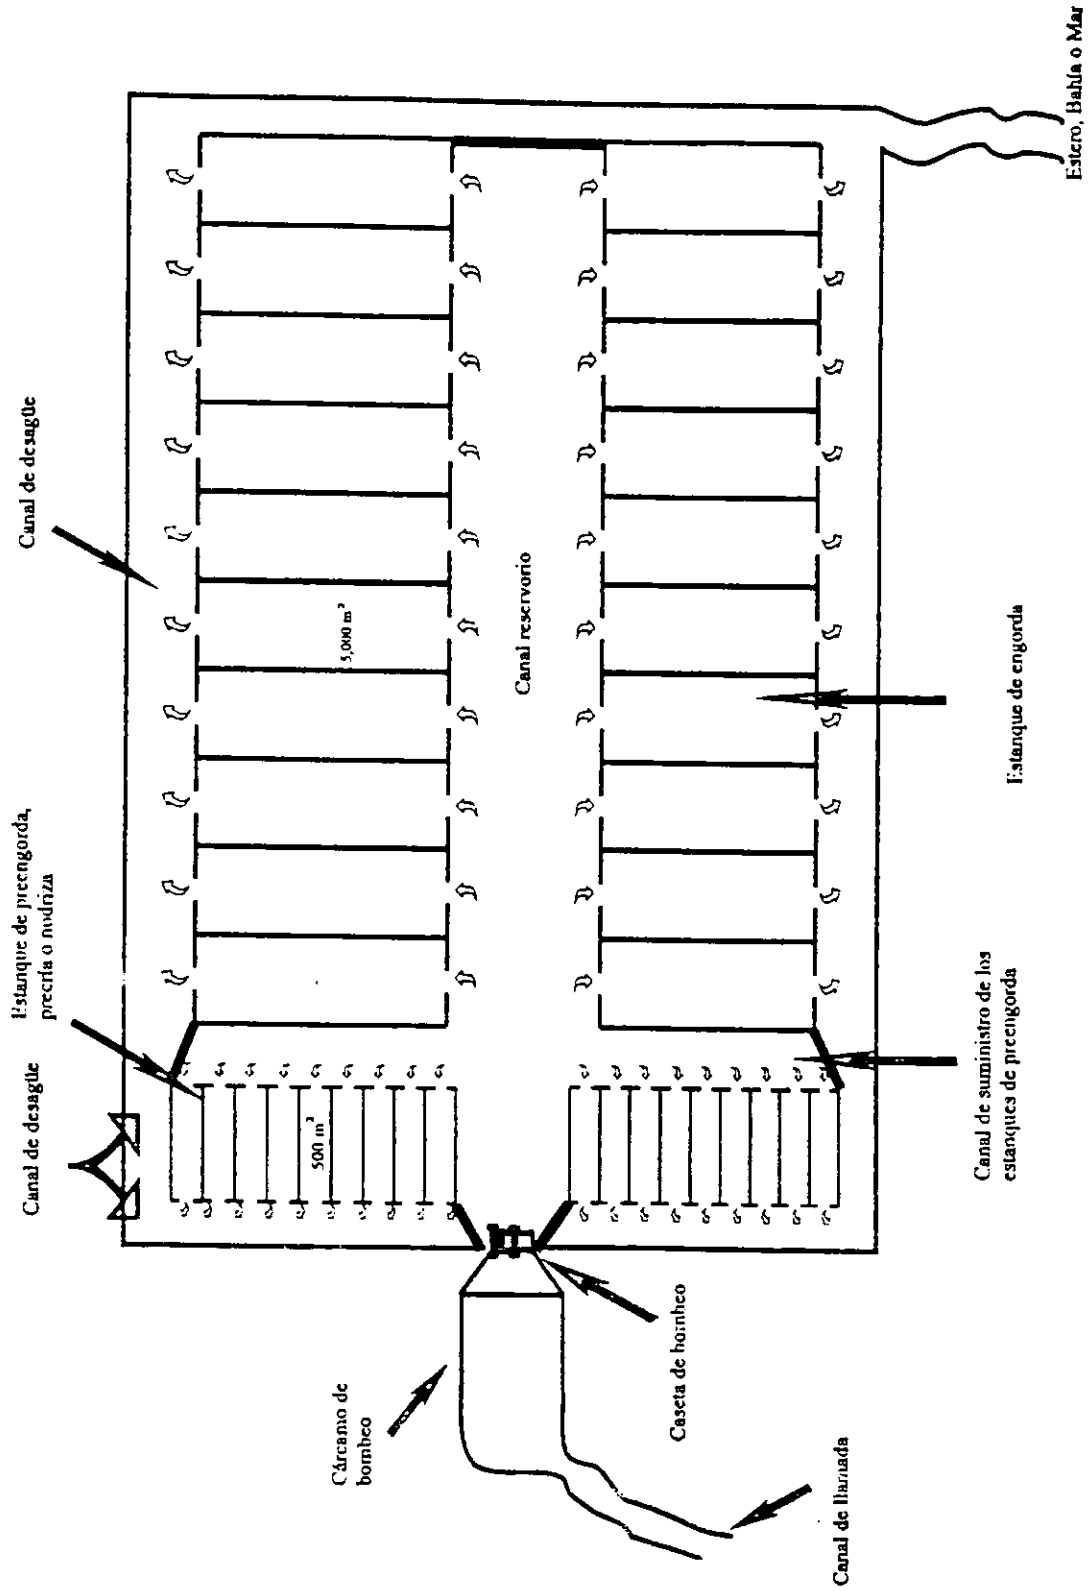 Canal de desagüe
Estanque de preengorda,
precría o nodriza
Canal de desagüe
500 m²
5,000 m²
Canal reservorio
Cárcamo de
bombeo
Caseta de bombeo
Canal de llamada
Canal de suministro de los
estanques de preengorda
Estanque de engorda
Estero, Bahía o Mar